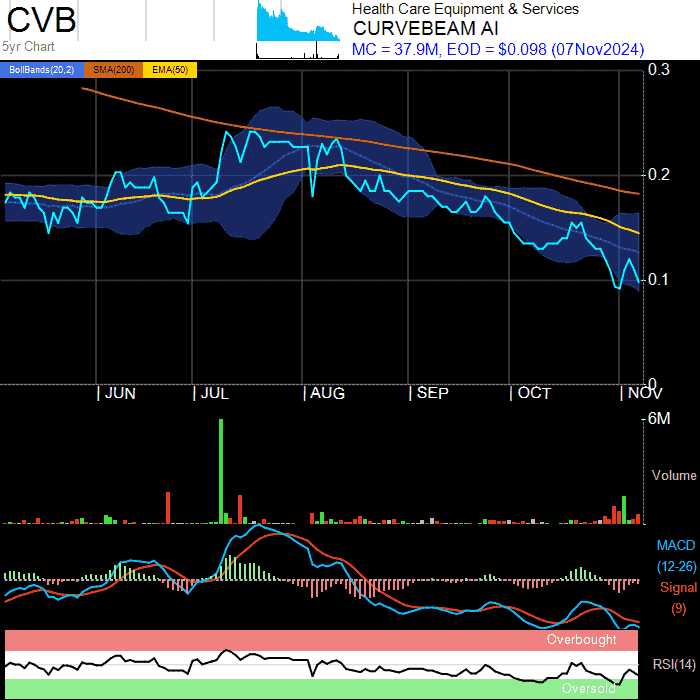 CVB
5yr Chart
Health Care Equipment & Services
CURVEBEAM AI
MC = 37.9M, EOD = $0.098 (07Nov2024)
BollBands(20,2) SMA(200) EMA(50)
0.3
0.2
0.1
0
JUN JUL AUG SEP OCT NOV
6M
Volume
MACD
(12-26)
Signal
(9)
Overbought
RSI(14)
Oversold